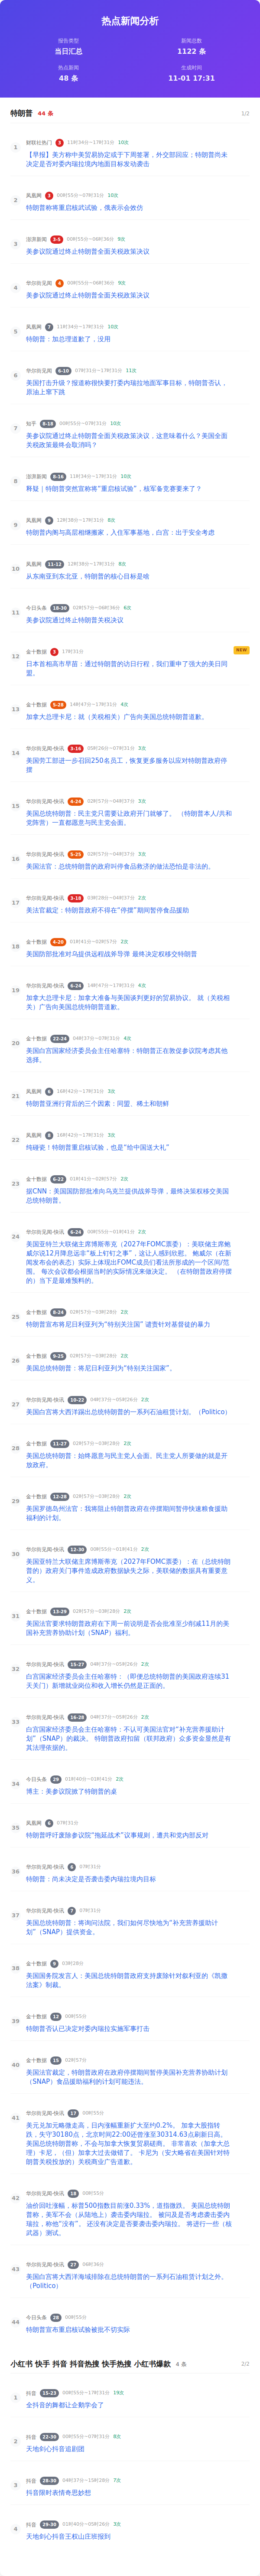 热点新闻分析
报告类型
新闻总数
当日汇总
1122 条
热点新闻
生成时间
48 条
11-01 17:31
特朗普 44 条 1/2
1
财联社热门 3 11时34分~17时31分 10次
【早报】美方称中美贸易协定或于下周签署，外交部回应；特朗普尚未
决定是否对委内瑞拉境内地面目标发动袭击
2
凤凰网 3 00时55分~07时31分 10次
特朗普称将重启核武试验，俄表示会效仿
3
澎湃新闻 3-5 00时55分~06时36分 9次
美参议院通过终止特朗普全面关税政策决议
4
华尔街见闻 4 00时55分~06时36分 9次
美参议院通过终止特朗普全面关税政策决议
5
凤凰网 7 11时34分~17时31分 10次
特朗普：加总理道歉了，没用
6
华尔街见闻 6-10 07时31分~17时31分 11次
美国打击升级？报道称很快要打委内瑞拉地面军事目标，特朗普否认，
原油上窜下跳
7
知乎 8-18 00时55分~07时31分 10次
美参议院通过终止特朗普全面关税政策决议，这意味着什么？美国全面
关税政策最终会取消吗？
8
澎湃新闻 8-16 11时34分~17时31分 10次
释疑｜特朗普突然宣称将“重启核试验”，核军备竞赛要来了？
9
凤凰网 9 12时38分~17时31分 8次
特朗普内阁与高层相继搬家，入住军事基地，白宫：出于安全考虑
10
凤凰网 11-12 12时38分~17时31分 8次
从东南亚到东北亚，特朗普的核心目标是啥
11
今日头条 18-30 02时57分~06时36分 6次
美参议院通过终止特朗普关税决议
12
金十数据 3 17时31分
NEW
日本首相高市早苗：通过特朗普的访日行程，我们重申了强大的美日同
盟。
13
金十数据 5-28 14时47分~17时31分 4次
加拿大总理卡尼：就（关税相关）广告向美国总统特朗普道歉。
14
华尔街见闻-快讯 3-16 05时26分~07时31分 3次
美国劳工部进一步召回250名员工，恢复更多服务以应对特朗普政府停
摆
15
华尔街见闻-快讯 4-24 02时57分~04时37分 3次
美国总统特朗普：民主党只需要让政府开门就够了。（特朗普本人/共和
党阵营）一直都愿意与民主党会面。
16
华尔街见闻-快讯 5-25 02时57分~04时37分 3次
美国法官：总统特朗普的政府叫停食品救济的做法恐怕是非法的。
17
华尔街见闻-快讯 3-18 03时28分~04时37分 2次
美法官裁定：特朗普政府不得在“停摆”期间暂停食品援助
18
金十数据 4-20 01时41分~02时57分 2次
美国防部批准对乌提供远程战斧导弹 最终决定权移交特朗普
19
华尔街见闻-快讯 6-24 14时47分~17时31分 4次
加拿大总理卡尼：加拿大准备与美国谈判更好的贸易协议。 就（关税相
关）广告向美国总统特朗普道歉。
20
金十数据 22-24 04时37分~07时31分 4次
美国白宫国家经济委员会主任哈塞特：特朗普正在敦促参议院考虑其他
选择。
21
凤凰网 6 16时42分~17时31分 3次
特朗普亚洲行背后的三个因素：同盟、稀土和朝鲜
22
凤凰网 8 16时42分~17时31分 3次
纯碰瓷！特朗普重启核试验，也是“给中国送大礼”
23
金十数据 6-22 01时41分~02时57分 2次
据CNN：美国国防部批准向乌克兰提供战斧导弹，最终决策权移交美国
总统特朗普。
24
华尔街见闻-快讯 6-24 00时55分~01时41分 2次
美国亚特兰大联储主席博斯蒂克（2027年FOMC票委）：美联储主席鲍
威尔说12月降息远非“板上钉钉之事”，这让人感到欣慰。 鲍威尔（在新
闻发布会的表态）实际上体现出FOMC成员们看法所形成的一个区间/范
围。 每次会议都会根据当时的实际情况来做决定。 （在特朗普政府停摆
的）当下是最难预料的。
25
金十数据 8-24 02时57分~03时28分 2次
特朗普宣布将尼日利亚列为“特别关注国” 谴责针对基督徒的暴力
26
金十数据 9-25 02时57分~03时28分 2次
美国总统特朗普：将尼日利亚列为“特别关注国家”。
27
华尔街见闻-快讯 10-22 04时37分~05时26分 2次
美国白宫将大西洋踢出总统特朗普的一系列石油租赁计划。（Politico）
28
金十数据 11-27 02时57分~03时28分 2次
美国总统特朗普：始终愿意与民主党人会面。民主党人所要做的就是开
放政府。
29
金十数据 12-28 02时57分~03时28分 2次
美国罗德岛州法官：我将阻止特朗普政府在停摆期间暂停快速粮食援助
福利的计划。
30
华尔街见闻-快讯 12-30 00时55分~01时41分 2次
美国亚特兰大联储主席博斯蒂克（2027年FOMC票委）：在（总统特朗
普的）政府关门事件造成政府数据缺失之际，美联储的数据具有重要意
义。
31
金十数据 13-29 02时57分~03时28分 2次
美国法官要求特朗普政府在下周一前说明是否会批准至少削减11月的美
国补充营养协助计划（SNAP）福利。
32
华尔街见闻-快讯 15-27 04时37分~05时26分 2次
白宫国家经济委员会主任哈塞特：（即便总统特朗普的美国政府连续31
天关门）新增就业岗位和收入增长仍然是正面的。
33
华尔街见闻-快讯 16-28 04时37分~05时26分 2次
白宫国家经济委员会主任哈塞特：不认可美国法官对“补充营养援助计
划”（SNAP）的裁决。 特朗普政府扣留（联邦政府）众多资金显然是有
其法理依据的。
34
今日头条 29 01时40分~01时41分 2次
博主：美参议院掀了特朗普的桌
35
凤凰网 6 07时31分
特朗普呼吁废除参议院“拖延战术”议事规则，遭共和党内部反对
36
华尔街见闻-快讯 6 07时31分
特朗普：尚未决定是否袭击委内瑞拉境内目标
37
华尔街见闻-快讯 7 07时31分
美国总统特朗普：将询问法院，我们如何尽快地为“补充营养援助计
划”（SNAP）提供资金。
38
金十数据 9 03时28分
美国国务院发言人：美国总统特朗普政府支持废除针对叙利亚的《凯撒
法案》制裁。
39
金十数据 12 00时55分
特朗普否认已决定对委内瑞拉实施军事打击
40
金十数据 15 02时57分
美国法官裁定，特朗普政府在政府停摆期间暂停美国补充营养协助计划
（SNAP）食品援助福利的计划可能违法。
41
华尔街见闻-快讯 17 00时55分
美元兑加元略微走高，日内涨幅重新扩大至约0.2%。 加拿大股指转
跌，失守30180点，北京时间22:00还曾涨至30314.63点刷新日高。
美国总统特朗普称，不会与加拿大恢复贸易磋商。 非常喜欢（加拿大总
理）卡尼，（但）加拿大过去做错了。 卡尼为（安大略省在美国针对特
朗普关税投放的）关税商业广告道歉。
42
华尔街见闻-快讯 18 00时55分
油价回吐涨幅，标普500指数目前涨0.33%，道指微跌。 美国总统特朗
普称，美军不会（从陆地上）袭击委内瑞拉。 被问及是否考虑袭击委内
瑞拉，称他“没有”。 还没有决定是否要袭击委内瑞拉。 将进行一些（核
武器）测试。
43
华尔街见闻-快讯 27 06时36分
美国白宫将大西洋海域排除在总统特朗普的一系列石油租赁计划之外。
（Politico）
44
今日头条 28 00时55分
特朗普宣布重启核试验被批不切实际
小红书 快手 抖音 抖音热搜 快手热搜 小红书爆款 4 条 2/2
1
抖音 15-23 00时55分~17时31分 19次
全抖音的舞都让企鹅学会了
2
抖音 22-30 00时55分~07时31分 8次
天地剑心抖音追剧团
3
抖音 28-30 04时37分~15时28分 7次
抖音限时表情奇思妙想
4
抖音 29-30 01时40分~05时26分 3次
天地剑心抖音王权山庄班报到